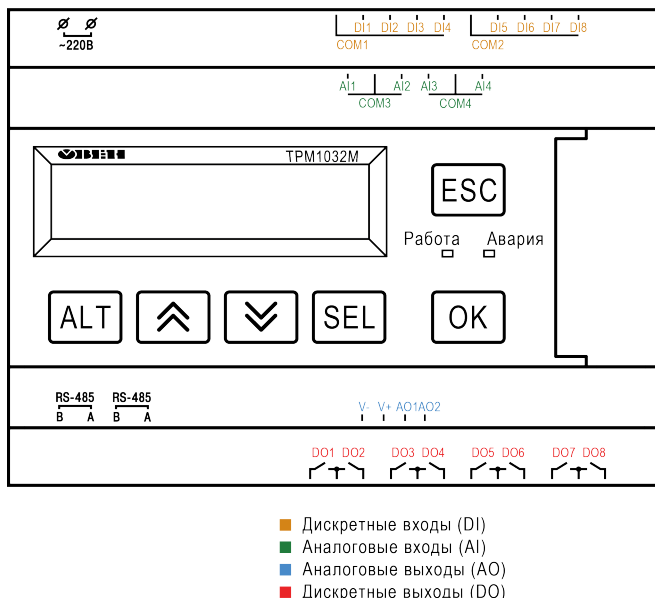 ~220В
DI1 DI2 DI3 DI4 DI5 DI6 DI7 DI8
COM1 COM2
AI1 AI2 AI3 AI4
COM3 COM4
ОВЕН ТРМ1032М
ESC
Работа Авария
ALT SEL OK
RS-485 RS-485
B A B A
V- V+ AO1 AO2
DO1 DO2 DO3 DO4 DO5 DO6 DO7 DO8
Дискретные входы (DI)
Аналоговые входы (AI)
Аналоговые выходы (AO)
Дискретные выходы (DO)